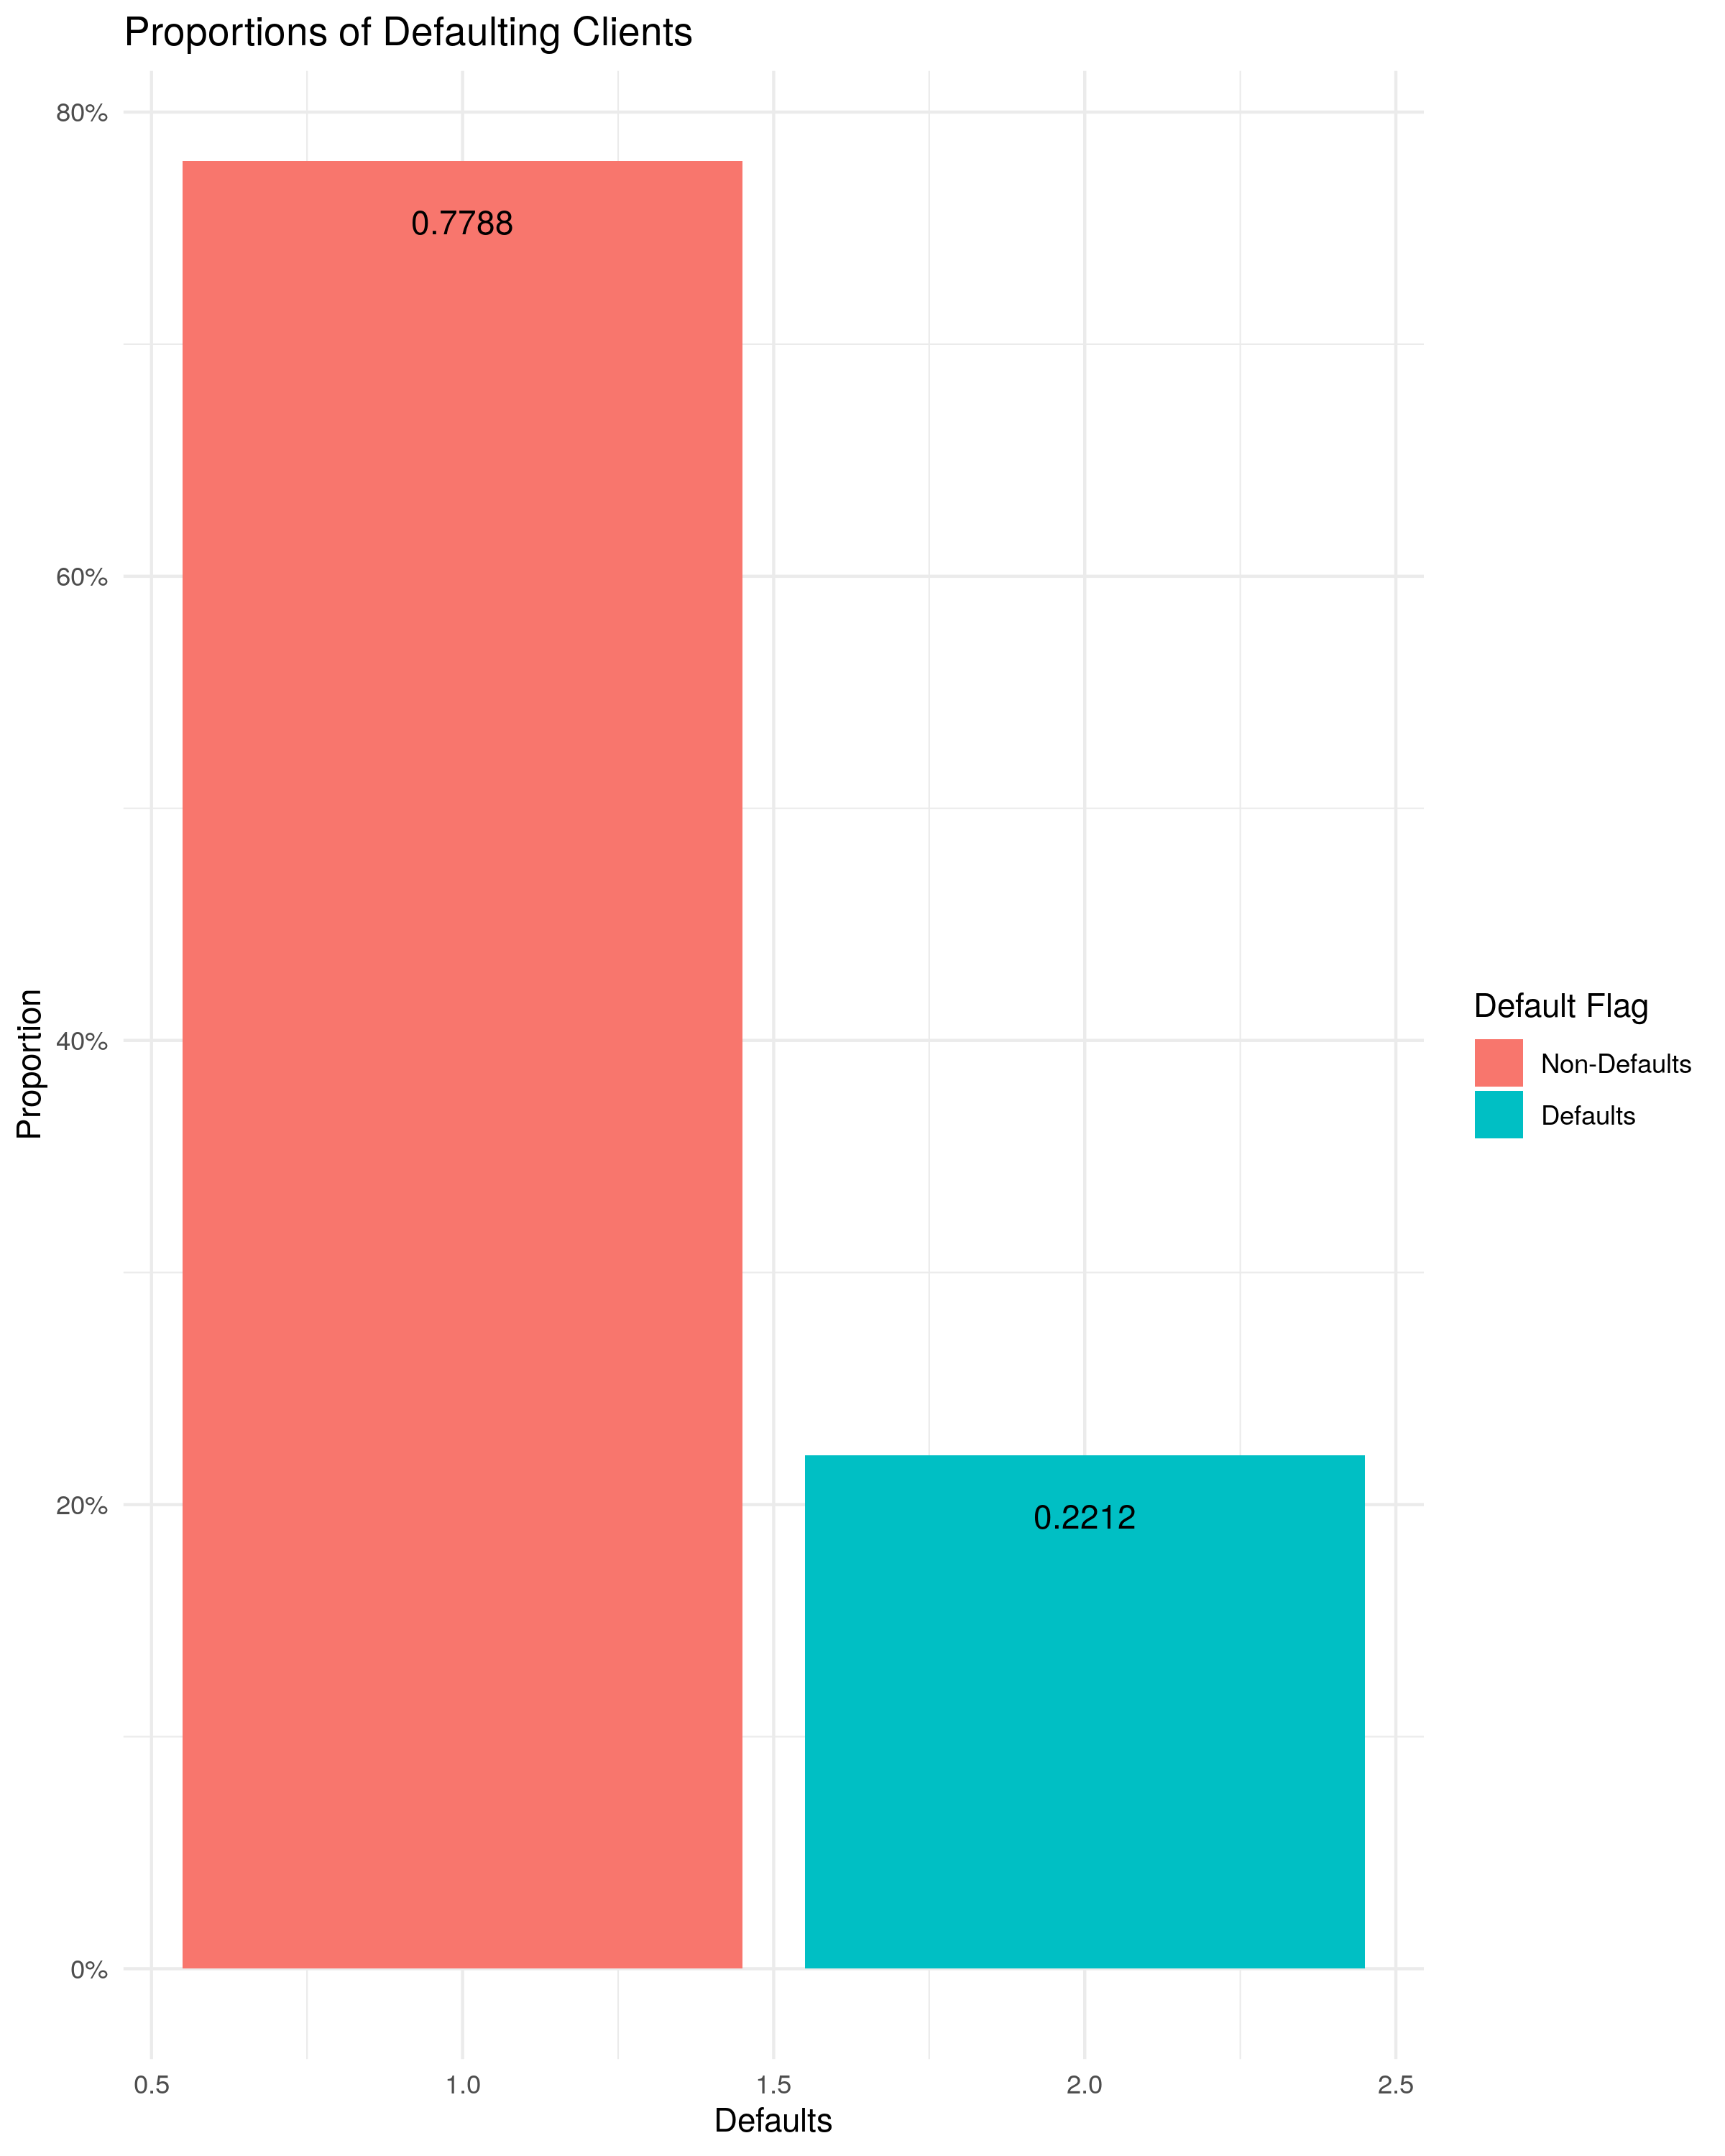 Proportions of Defaulting Clients
80%
0.7788
60%
Proportion
40%
20%
0.2212
0%
0.5 1.0 1.5 2.0 2.5
Defaults
Default Flag
Non-Defaults
Defaults